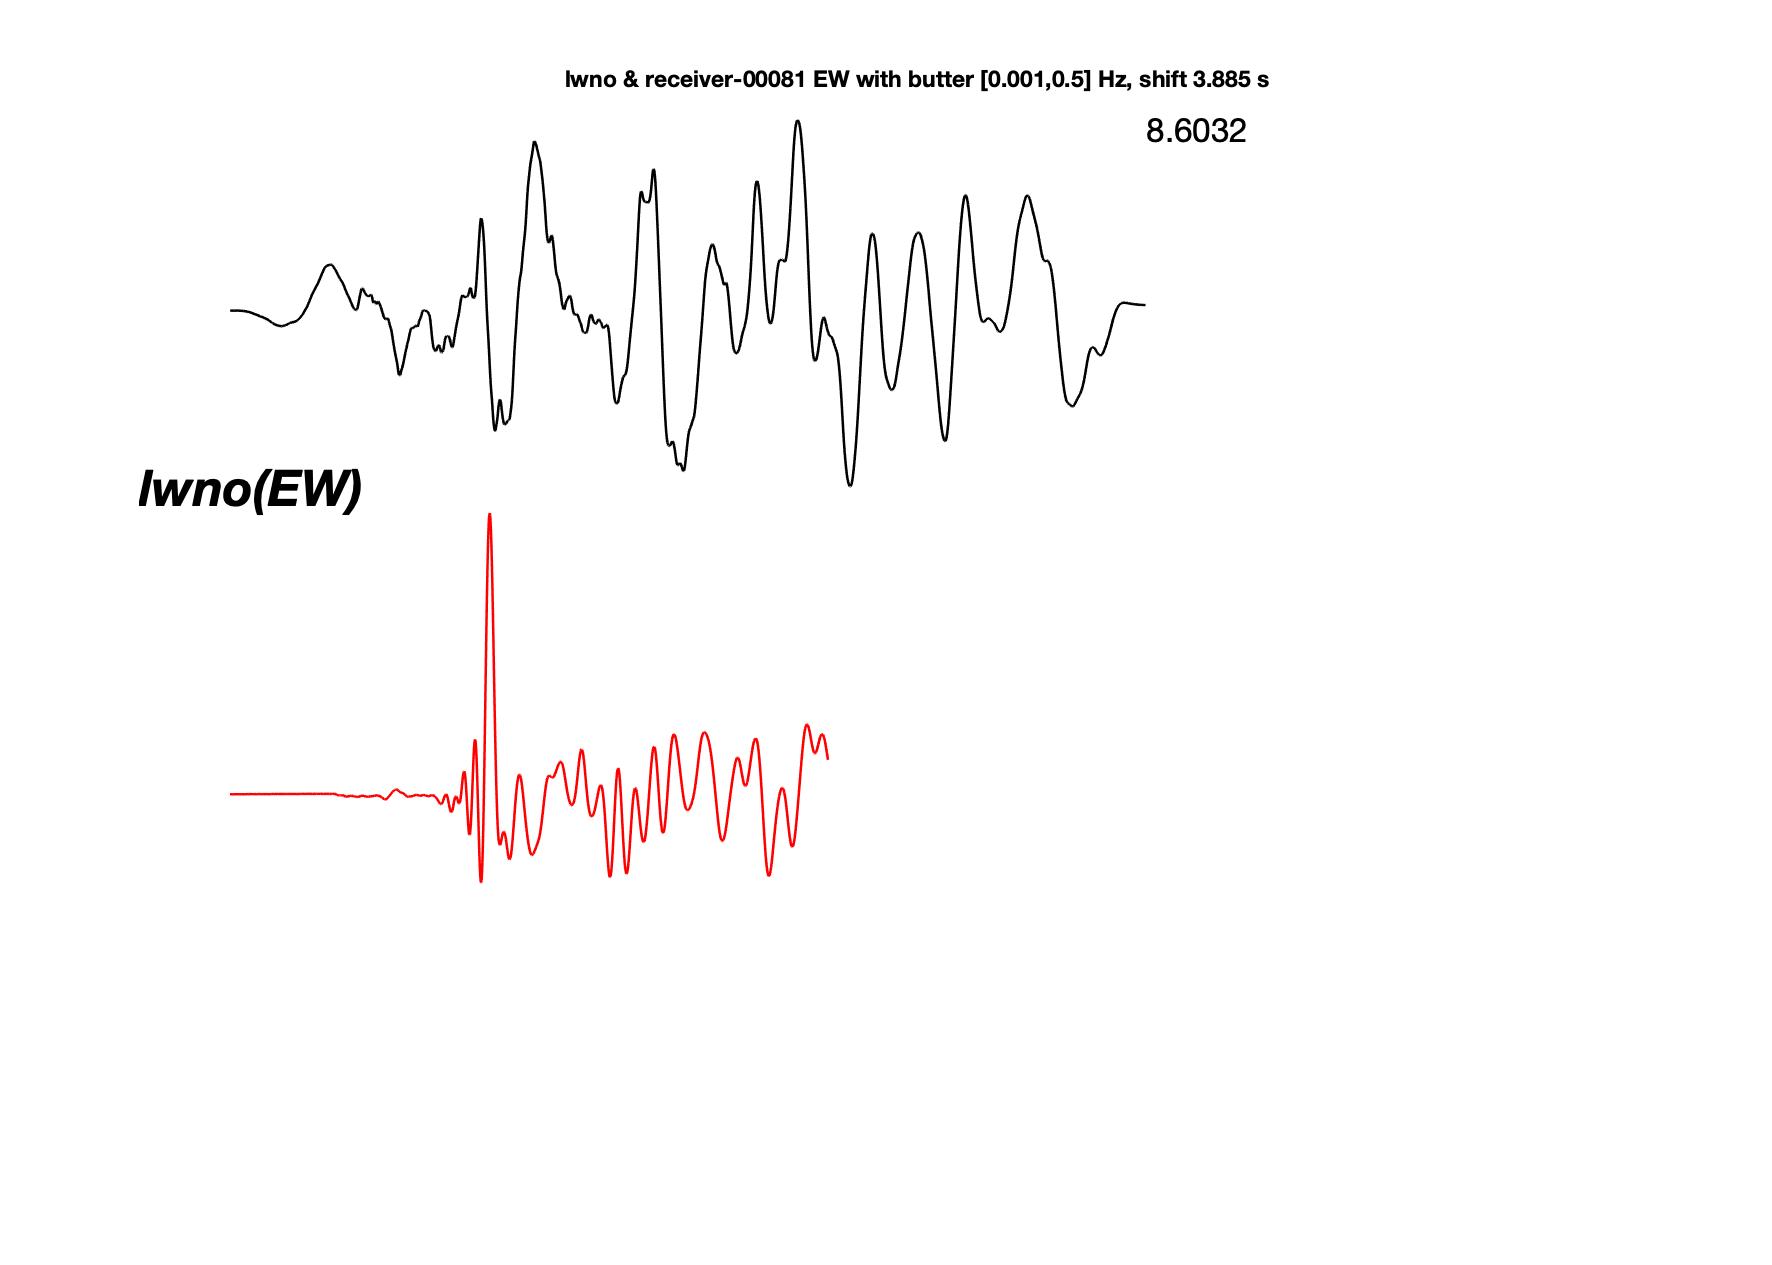 lwno & receiver-00081 EW with butter [0.001,0.5] Hz, shift 3.885 s
8.6032
lwno(EW)